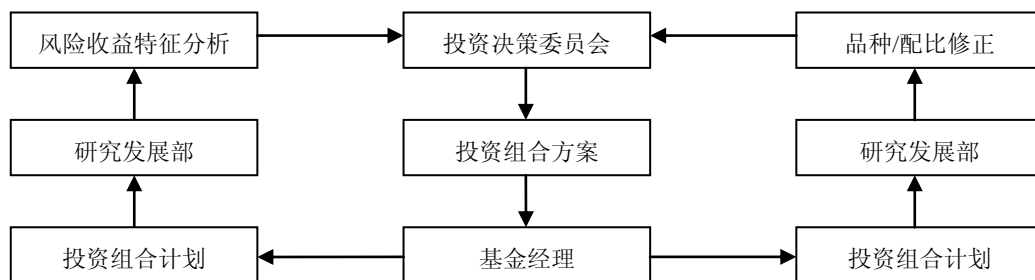 风险收益特征分析
投资决策委员会
品种/配比修正
研究发展部
投资组合方案
研究发展部
投资组合计划
基金经理
投资组合计划